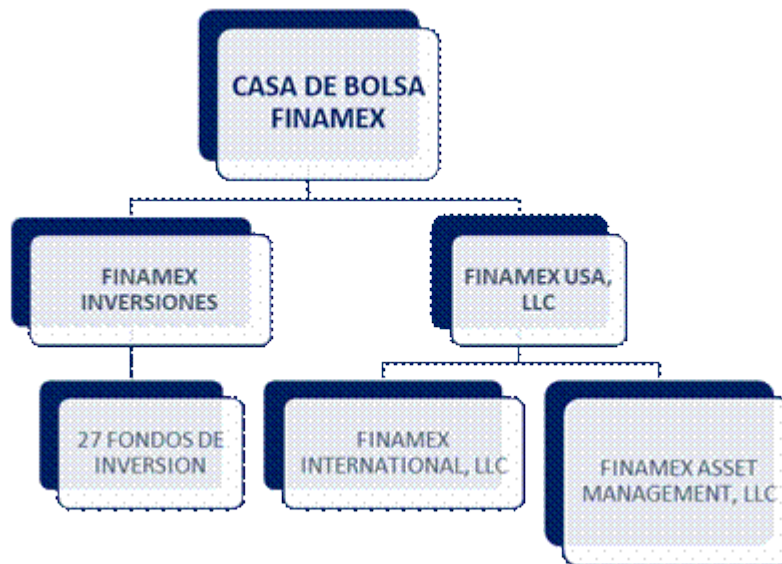 CASA DE BOLSA
FINAMEX
FINAMEX
INVERSIONES
FINAMEX USA,
LLC
27 FONDOS DE
INVERSION
FINAMEX
INTERNATIONAL, LLC
FINAMEX ASSET
MANAGEMENT, LLC